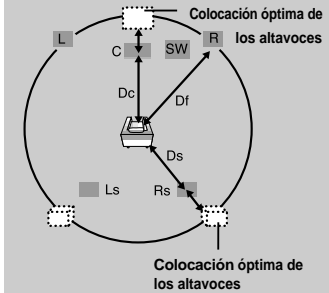 Colocación óptima de
los altavoces
L
C
SW
R
Dc
Df
Ds
Ls
Rs
Colocación óptima de
los altavoces